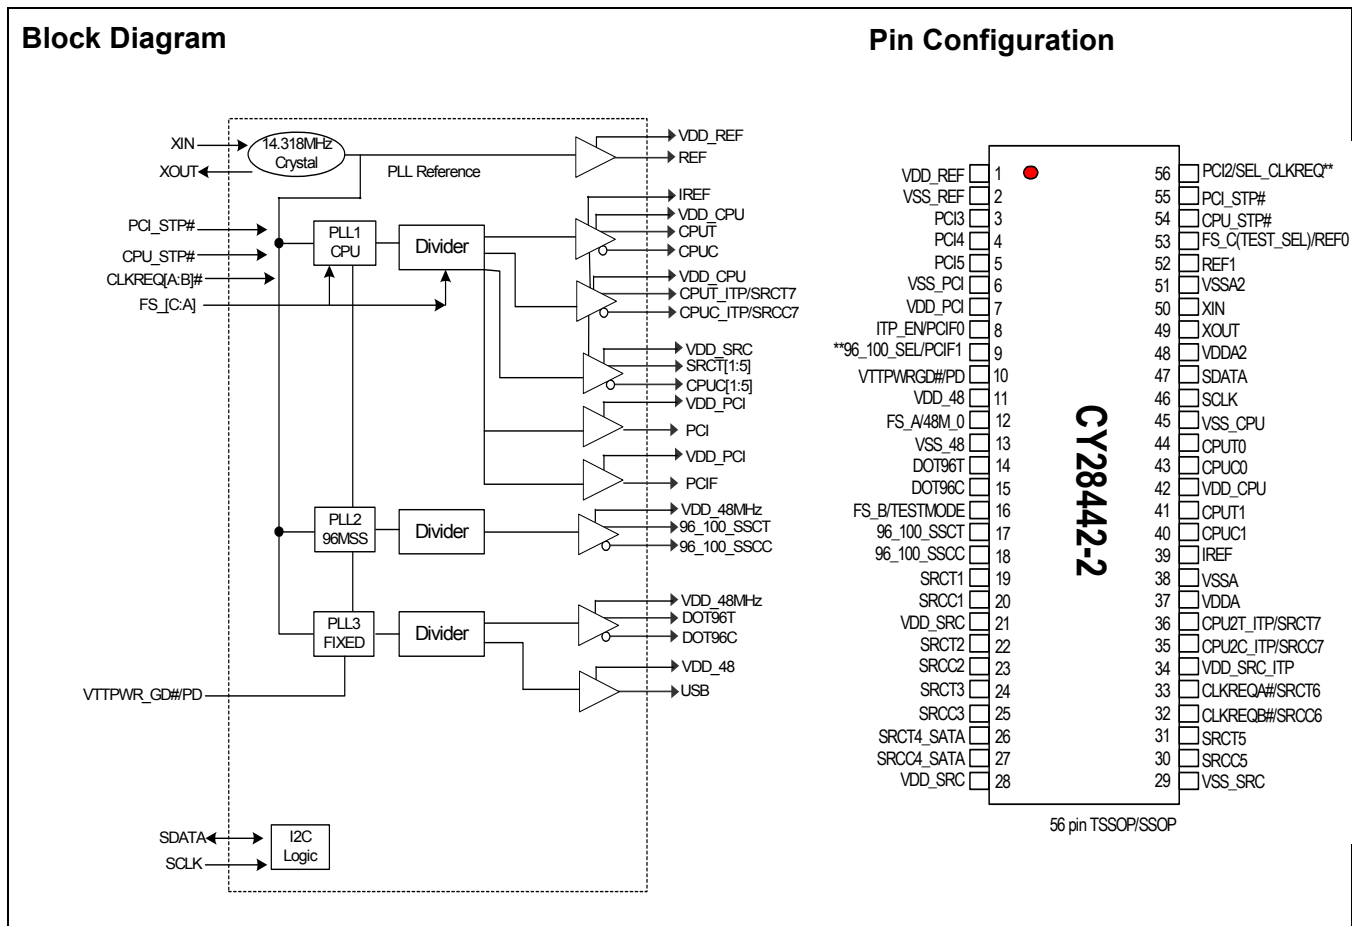 Block Diagram
Pin Configuration
XIN
XOUT
14.318MHz
Crystal
PLL Reference
VDD_REF
REF
PCI_STP#
CPU_STP#
CLKREQ[A:B]#
FS_[C:A]
PLL1
CPU
Divider
IREF
VDD_CPU
CPUT
CPUC
VDD_CPU
CPUT_ITP/SRCT7
CPUC_ITP/SRCC7
VDD_SRC
SRCT[1:5]
CPUC[1:5]
VDD_PCI
PCI
VDD_PCI
PCIF
PLL2
96MSS
Divider
VDD_48MHz
96_100_SSCT
96_100_SSCC
PLL3
FIXED
Divider
VDD_48MHz
DOT96T
DOT96C
VDD_48
USB
VTTPWR_GD#/PD
SDATA
SCLK
I2C
Logic
VDD_REF 1
VSS_REF 2
PCI3 3
PCI4 4
PCI5 5
VSS_PCI 6
VDD_PCI 7
ITP_EN/PCIF0 8
**96_100_SEL/PCIF1 9
VTTPWRGD#/PD 10
VDD_48 11
FS_A/48M_0 12
VSS_48 13
DOT96T 14
DOT96C 15
FS_B/TESTMODE 16
96_100_SSCT 17
96_100_SSCC 18
SRCT1 19
SRCC1 20
VDD_SRC 21
SRCT2 22
SRCC2 23
SRCT3 24
SRCC3 25
SRCT4_SATA 26
SRCC4_SATA 27
VDD_SRC 28
CY28442-2
56 PCI2/SEL_CLKREQ**
55 PCI_STP#
54 CPU_STP#
53 FS_C(TEST_SEL)/REF0
52 REF1
51 VSSA2
50 XIN
49 XOUT
48 VDDA2
47 SDATA
46 SCLK
45 VSS_CPU
44 CPUT0
43 CPUC0
42 VDD_CPU
41 CPUT1
40 CPUC1
39 IREF
38 VSSA
37 VDDA
36 CPU2T_ITP/SRCT7
35 CPU2C_ITP/SRCC7
34 VDD_SRC_ITP
33 CLKREQA#/SRCT6
32 CLKREQB#/SRCC6
31 SRCT5
30 SRCC5
29 VSS_SRC
56 pin TSSOP/SSOP